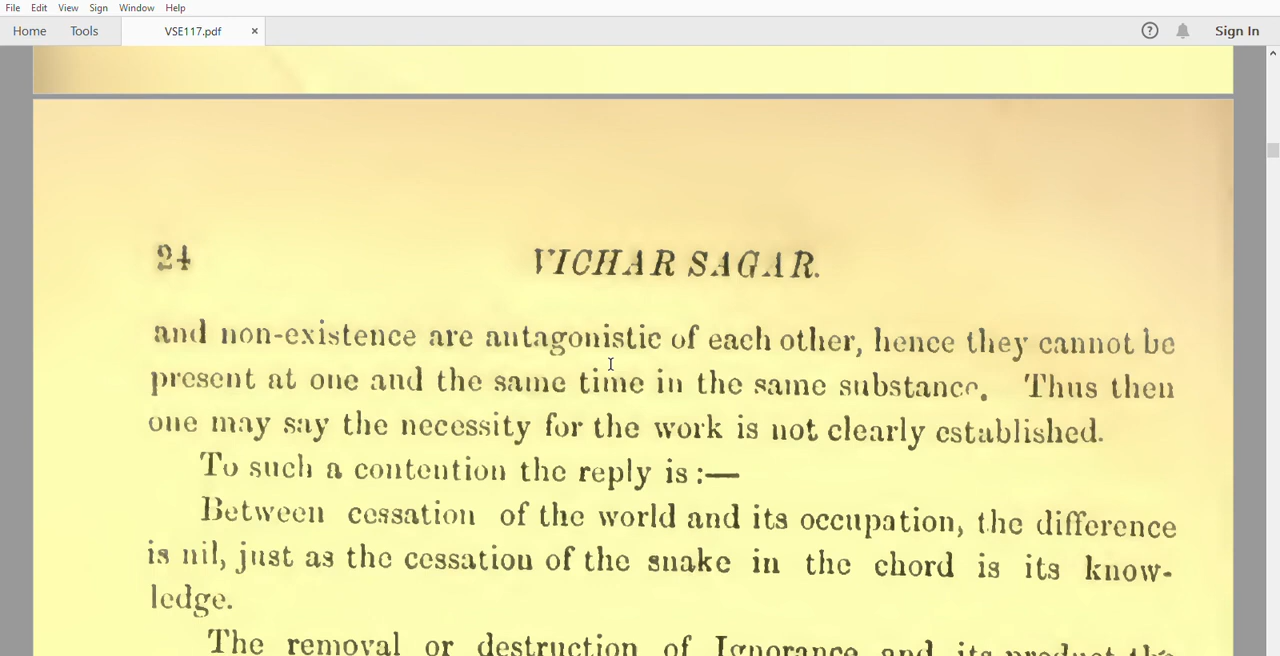 File Edit View Sign Window Help
Home Tools VSE117.pdf × ? Sign In
24 VICHAR SAGAR.
and non-existence are antagonistic of each other, hence they cannot be
present at one and the same time in the same substance. Thus then
one may say the necessity for the work is not clearly established.
To such a contention the reply is :—
Between cessation of the world and its occupation, the difference
is nil, just as the cessation of the snake in the chord is its know-
ledge.
The removal or destruction of Ignorance and its product